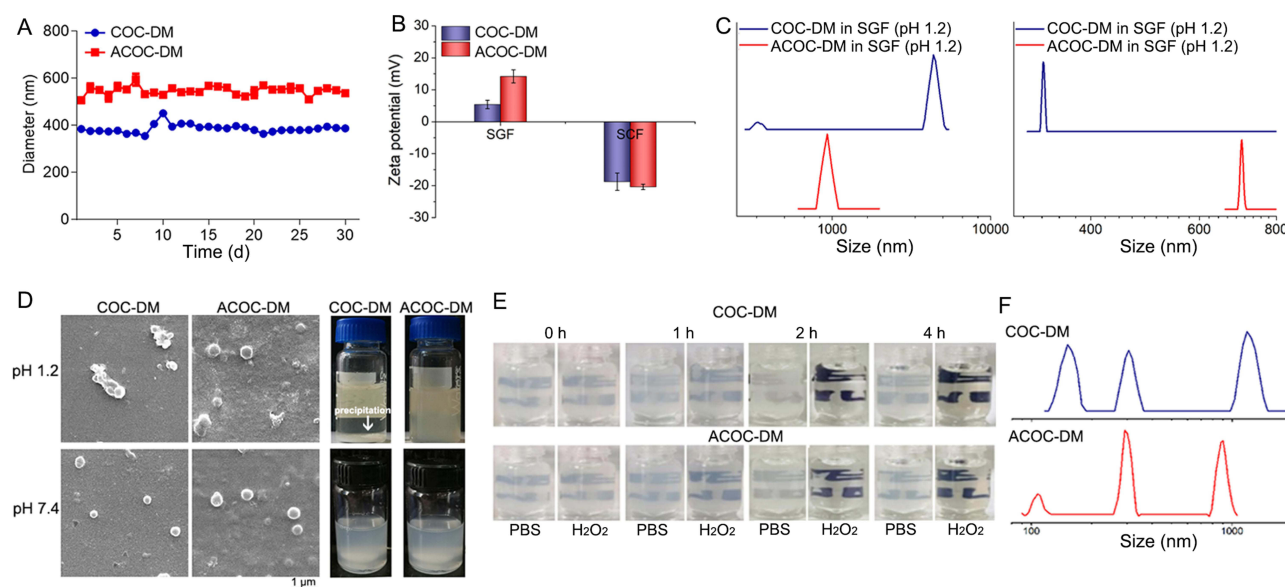 A
COC-DM
ACOC-DM
Diameter (nm)
800
600
400
200
0
5 10 15 20 25 30
Time (d)
B
COC-DM
ACOC-DM
Zeta potential (mV)
30
20
10
0
-10
-20
-30
SGF
SCF
C
COC-DM in SGF (pH 1.2)
ACOC-DM in SGF (pH 1.2)
1000 10000
Size (nm)
COC-DM in SGF (pH 1.2)
ACOC-DM in SGF (pH 1.2)
400 800
Size (nm)
D
COC-DM ACOC-DM COC-DM ACOC-DM
pH 1.2
precipitation
pH 7.4
1 μm
E
COC-DM
0 h 1 h 2 h 4 h
ACOC-DM
PBS H₂O₂ PBS H₂O₂ PBS H₂O₂ PBS H₂O₂
F
COC-DM
ACOC-DM
100 1000
Size (nm)